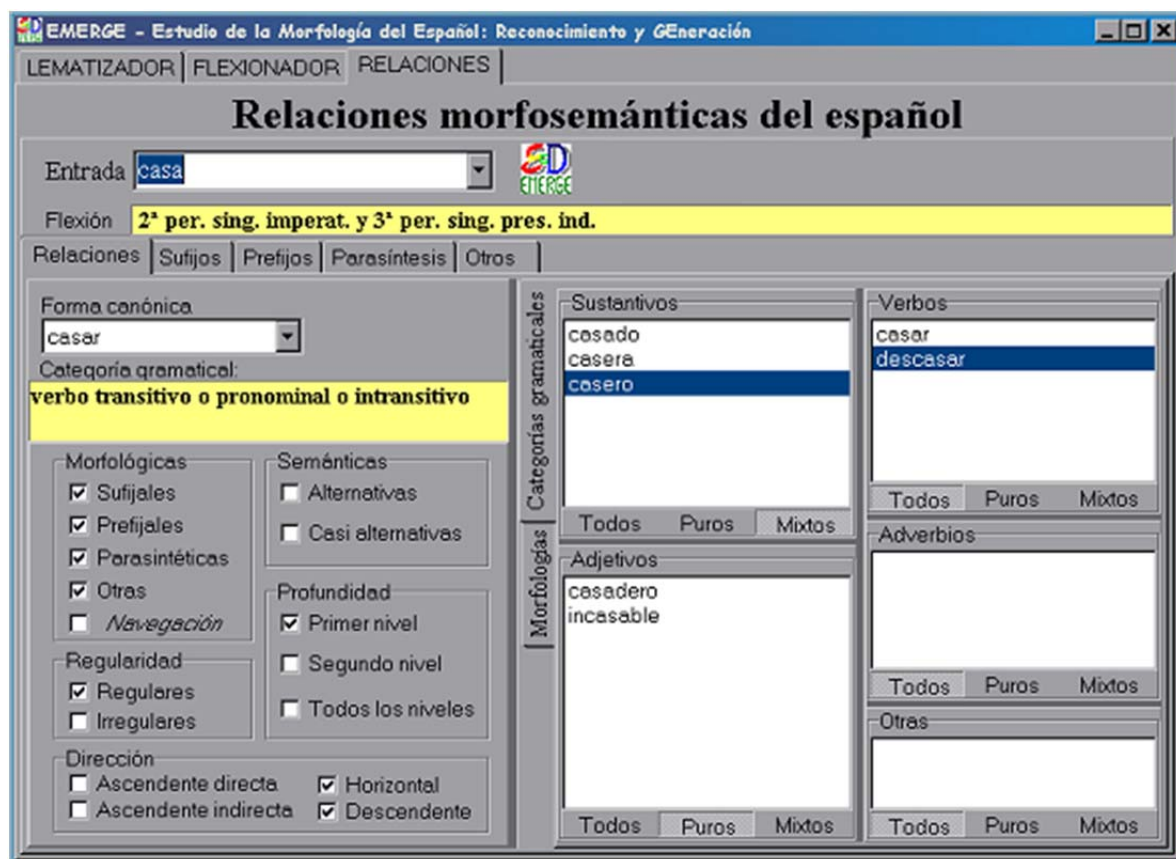 EMERGE - Estudio de la Morfología del Español: Reconocimiento y GEneración
LEMATIZADOR FLEXIONADOR RELACIONES
Relaciones morfosemánticas del español
Entrada casa
EMERGE
Flexión 2ª per. sing. imperat. y 3ª per. sing. pres. ind.
Relaciones Sufijos Prefijos Parasíntesis Otros
Forma canónica
casar
Categoría gramatical:
verbo transitivo o pronominal o intransitivo
Morfológicas
Sufijales
Prefijales
Parasintéticas
Otras
Navegación
Semánticas
Alternativas
Casi alternativas
Regularidad
Regulares
Irregulares
Profundidad
Primer nivel
Segundo nivel
Todos los niveles
Dirección
Ascendente directa Horizontal
Ascendente indirecta Descendente
Categorías gramaticales
Morfologías
Sustantivos
casado
casera
casero
Todos Puros Mixtos
Adjetivos
casadero
incasable
Todos Puros Mixtos
Verbos
casar
descasar
Todos Puros Mixtos
Adverbios
Todos Puros Mixtos
Otras
Todos Puros Mixtos